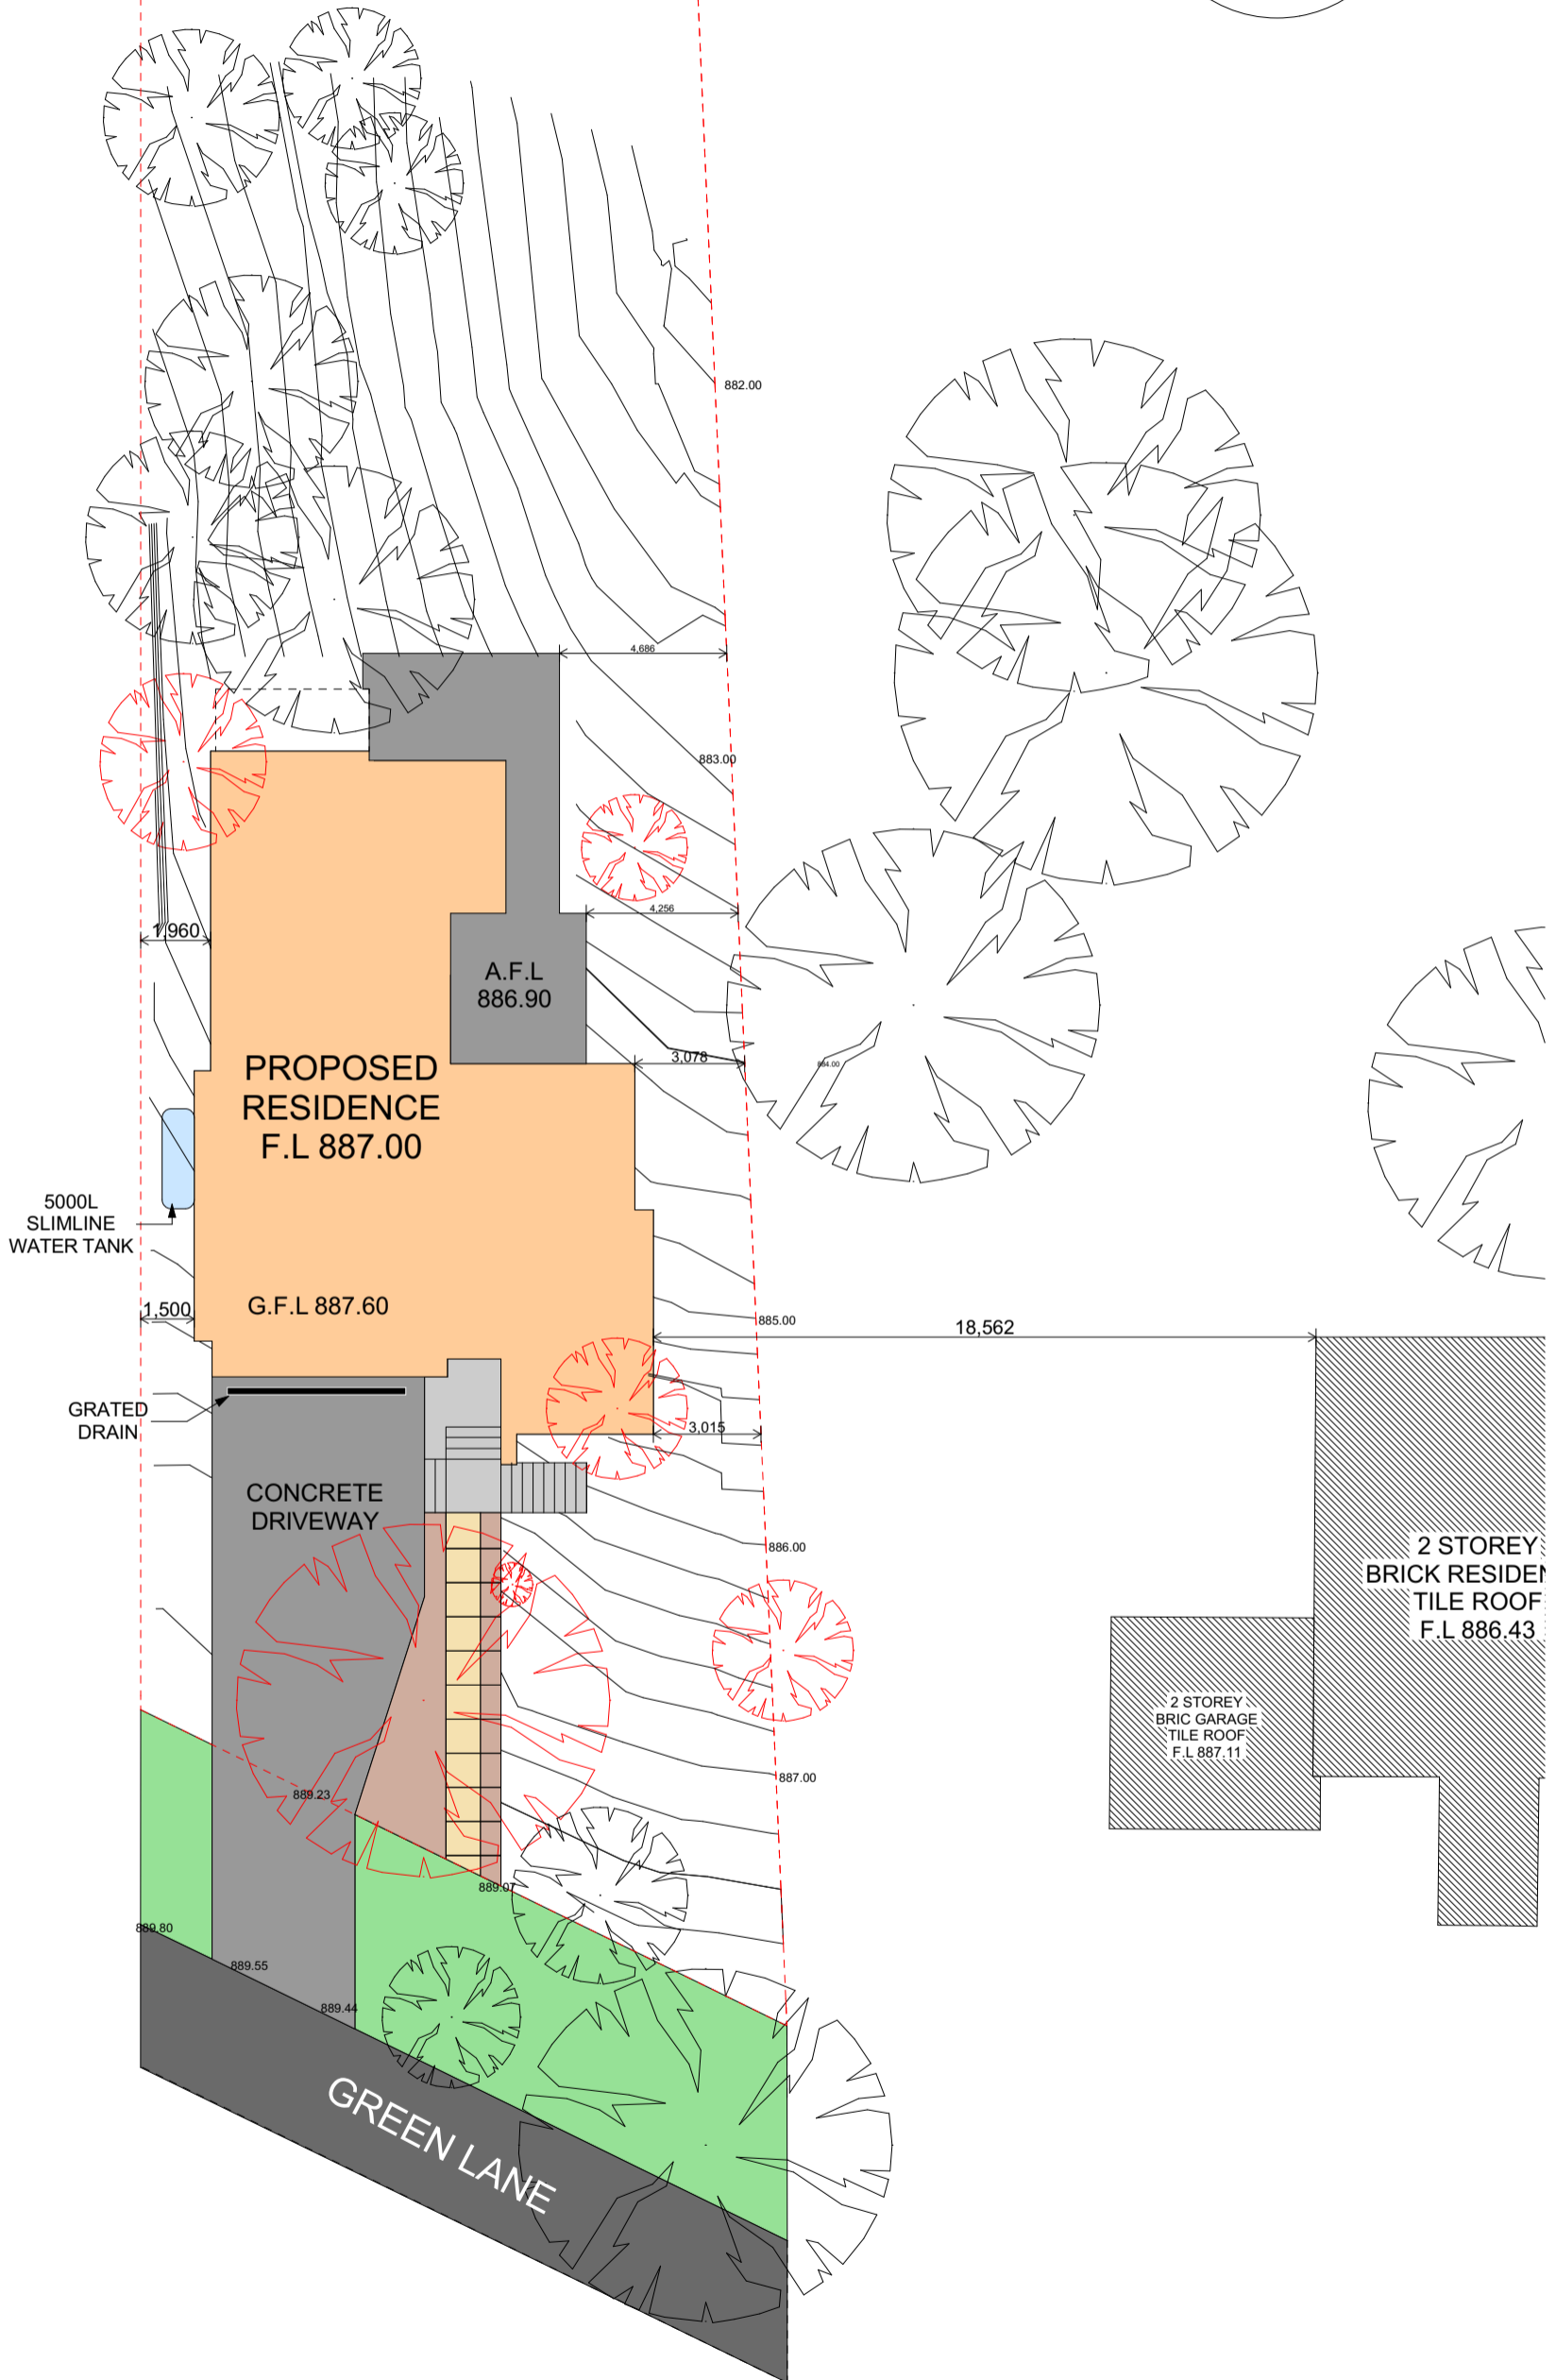 882.00
4,686
883.00
4,256
1,960
A.F.L
886.90
3,078
884.00
PROPOSED
RESIDENCE
F.L 887.00
5000L
SLIMLINE
WATER TANK
G.F.L 887.60
1,500
885.00
18,562
GRATED
DRAIN
3,015
CONCRETE
DRIVEWAY
886.00
2 STOREY
BRICK RESIDEN
TILE ROOF
F.L 886.43
2 STOREY
BRIC GARAGE
TILE ROOF
F.L 887.11
887.00
889.23
889.07
889.80
889.55
889.44
GREEN LANE